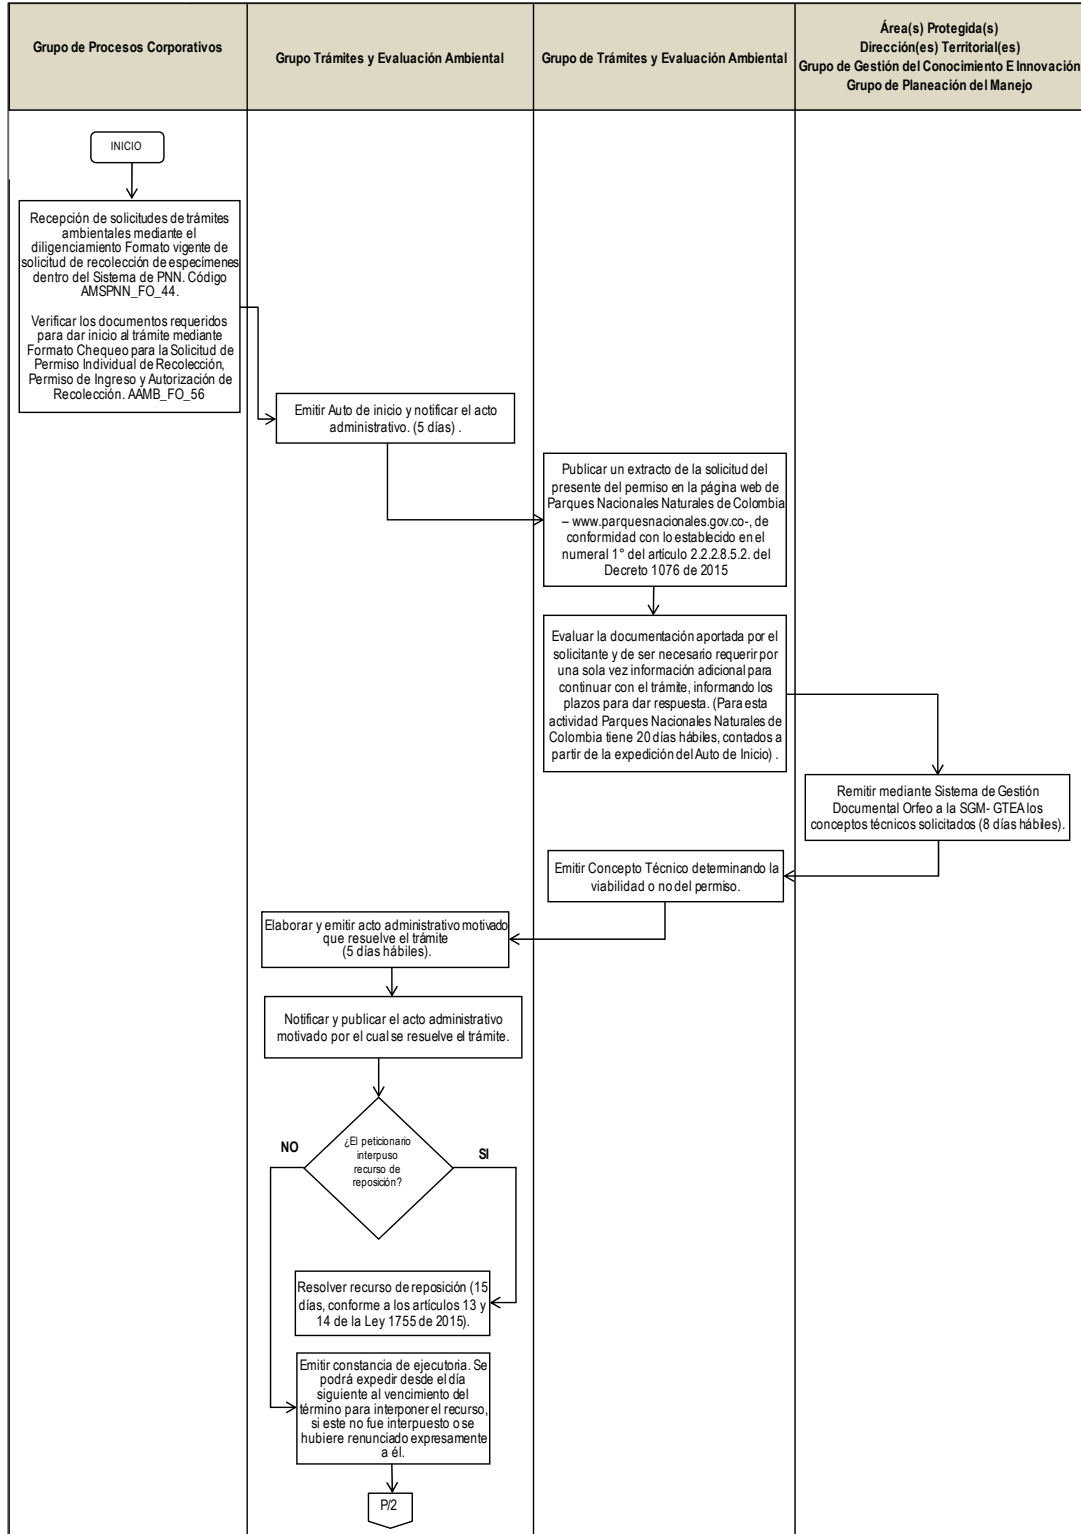 Grupo de Procesos Corporativos
Grupo Trámites y Evaluación Ambiental
Grupo de Trámites y Evaluación Ambiental
Área(s) Protegida(s)
Dirección(es) Territorial(es)
Grupo de Gestión del Conocimiento E Innovación
Grupo de Planeación del Manejo
INICIO
Recepción de solicitudes de trámites
ambientales mediante el
diligenciamiento Formato vigente de
solicitud de recolección de especímenes
dentro del Sistema de PNN. Código
AMSPNN_FO_44.
Verificar los documentos requeridos
para dar inicio al trámite mediante
Formato Chequeo para la Solicitud de
Permiso Individual de Recolección,
Permiso de Ingreso y Autorización de
Recolección. AAMB_FO_56
Emitir Auto de inicio y notificar el acto
administrativo. (5 días) .
Publicar un extracto de la solicitud del
presente del permiso en la página web de
Parques Nacionales Naturales de Colombia
– www.parquesnacionales.gov.co-, de
conformidad con lo establecido en el
numeral 1° del artículo 2.2.2.8.5.2. del
Decreto 1076 de 2015
Evaluar la documentación aportada por el
solicitante y de ser necesario requerir por
una sola vez información adicional para
continuar con el trámite, informando los
plazos para dar respuesta. (Para esta
actividad Parques Nacionales Naturales de
Colombia tiene 20 días hábiles, contados a
partir de la expedición del Auto de Inicio) .
Remitir mediante Sistema de Gestión
Documental Orfeo a la SGM- GTEA los
conceptos técnicos solicitados (8 días hábiles).
Emitir Concepto Técnico determinando la
viabilidad o no del permiso.
Elaborar y emitir acto administrativo motivado
que resuelve el trámite
(5 días hábiles).
Notificar y publicar el acto administrativo
motivado por el cual se resuelve el trámite.
¿El peticionario
interpuso
recurso de
reposición?
NO
SI
Resolver recurso de reposición (15
días, conforme a los artículos 13 y
14 de la Ley 1755 de 2015).
Emitir constancia de ejecutoria. Se
podrá expedir desde el día
siguiente al vencimiento del
término para interponer el recurso,
si este no fue interpuesto o se
hubiere renunciado expresamente
a él.
P/2